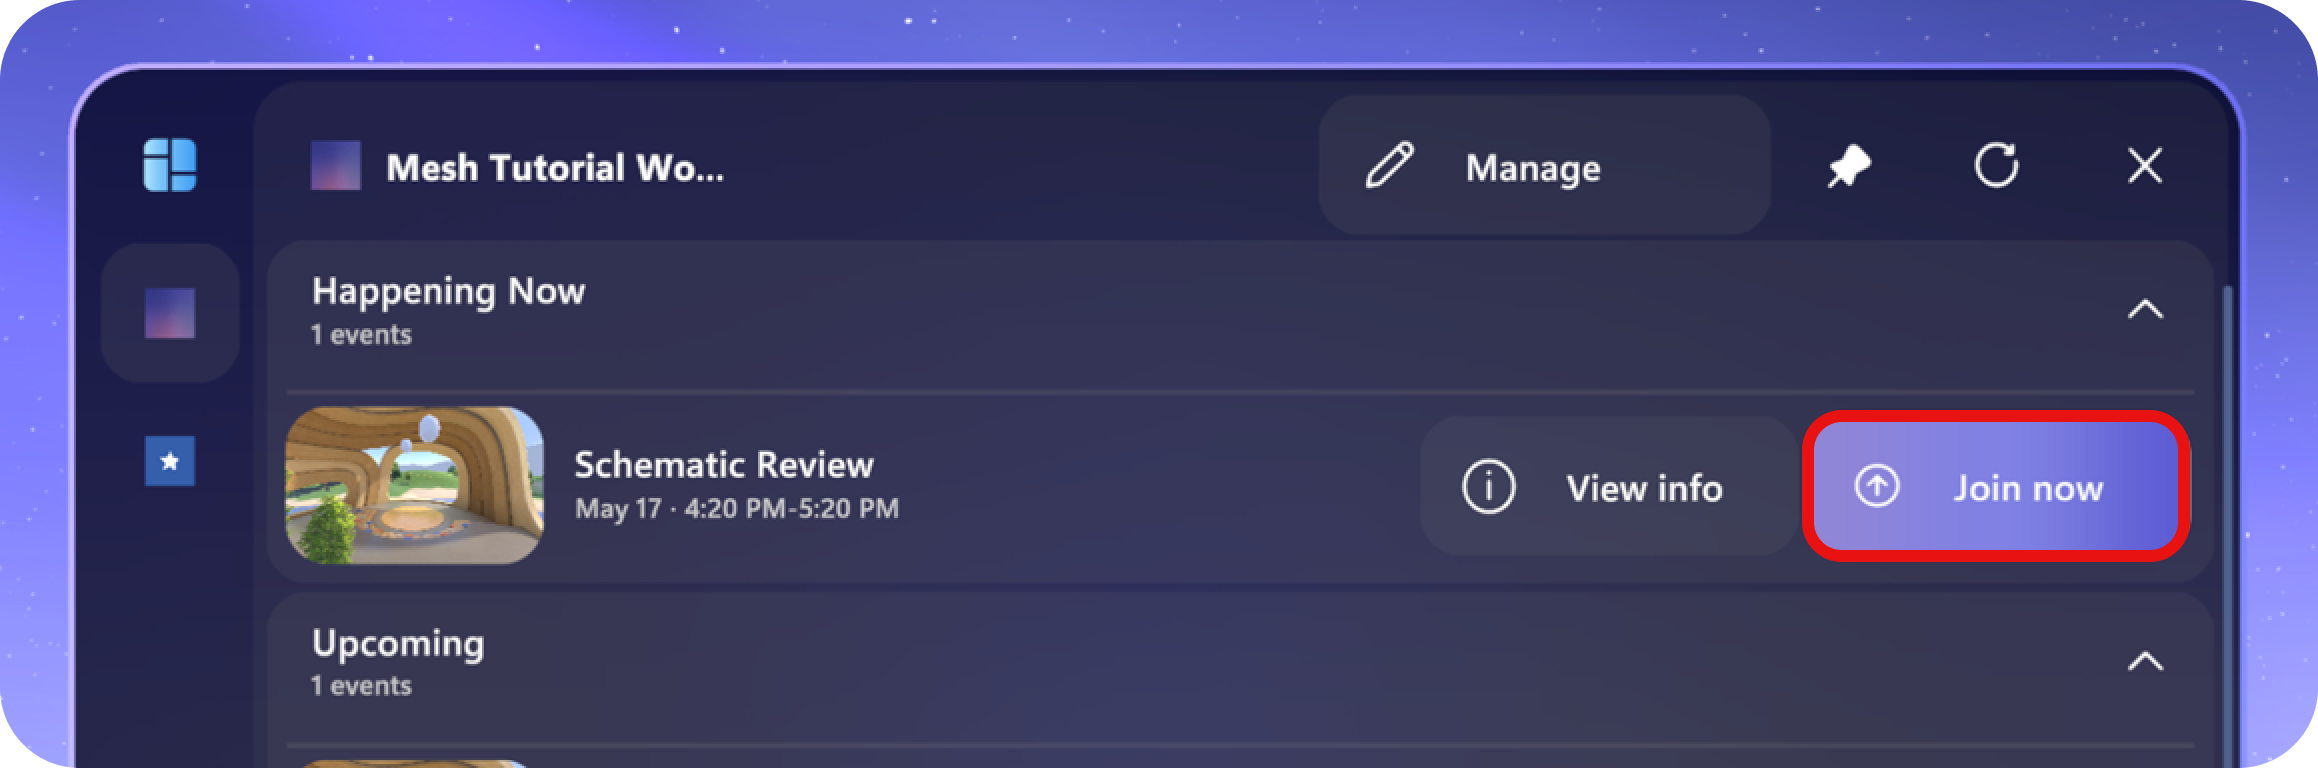 Mesh Tutorial Wo...
Manage
Happening Now
1 events
Schematic Review
May 17 · 4:20 PM-5:20 PM
View info
Join now
Upcoming
1 events